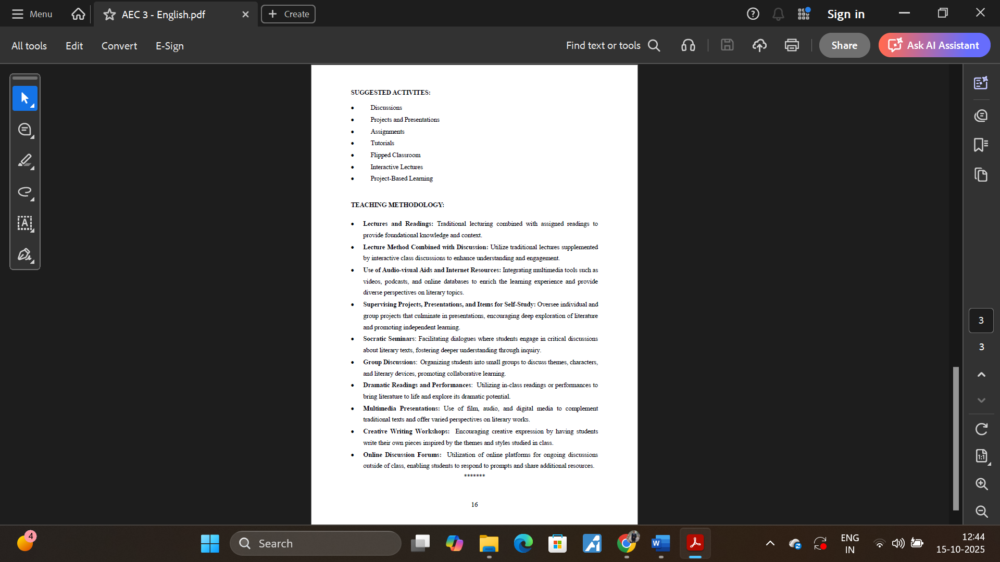 Menu
AEC 3 - English.pdf
Create
Sign in
All tools
Edit
Convert
E-Sign
Find text or tools
Share
Ask AI Assistant
SUGGESTED ACTIVITES:
• Discussions
• Projects and Presentations
• Assignments
• Tutorials
• Flipped Classroom
• Interactive Lectures
• Project-Based Learning
TEACHING METHODOLOGY:
• Lectures and Readings: Traditional lecturing combined with assigned readings to
provide foundational knowledge and context.
• Lecture Method Combined with Discussion: Utilize traditional lectures supplemented
by interactive class discussions to enhance understanding and engagement.
• Use of Audio-visual Aids and Internet Resources: Integrating multimedia tools such as
videos, podcasts, and online databases to enrich the learning experience and provide
diverse perspectives on literary topics.
• Supervising Projects, Presentations, and Items for Self-Study: Oversee individual and
group projects that culminate in presentations, encouraging deep exploration of literature
and promoting independent learning.
• Socratic Seminars: Facilitating dialogues where students engage in critical discussions
about literary texts, fostering deeper understanding through inquiry.
• Group Discussions: Organizing students into small groups to discuss themes, characters,
and literary devices, promoting collaborative learning.
• Dramatic Readings and Performances: Utilizing in-class readings or performances to
bring literature to life and explore its dramatic potential.
• Multimedia Presentations: Use of film, audio, and digital media to complement
traditional texts and offer varied perspectives on literary works.
• Creative Writing Workshops: Encouraging creative expression by having students
write their own pieces inspired by the themes and styles studied in class.
• Online Discussion Forums: Utilization of online platforms for ongoing discussions
outside of class, enabling students to respond to prompts and share additional resources.
*******
16
3
3
1:1
4
Search
ENG
IN
12:44
15-10-2025